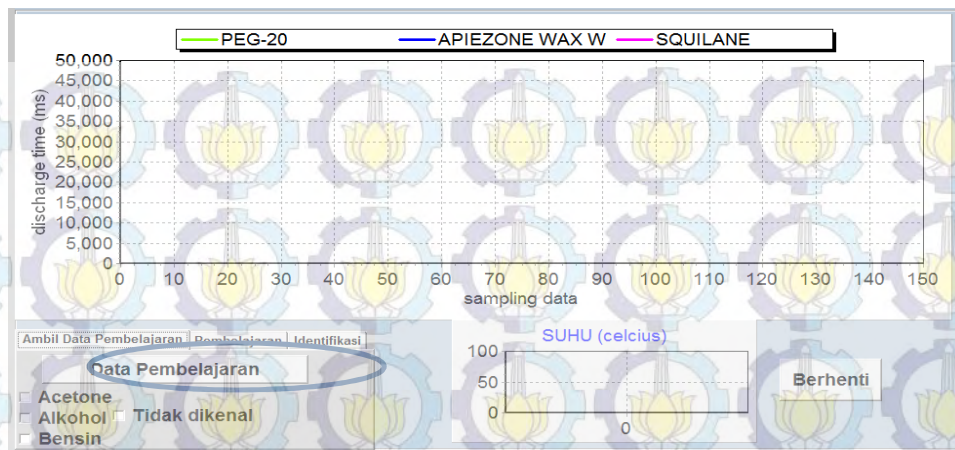 PEG-20 APIEZONE WAX W SQUILANE
50,000
45,000
40,000
35,000
30,000
25,000
20,000
15,000
10,000
5,000
0
discharge time (ms)
0 10 20 30 40 50 60 70 80 90 100 110 120 130 140 150
sampling data
Ambil Data Pembelajaran Pembelajaran Identifikasi
Data Pembelajaran
Acetone
Alkohol Tidak dikenal
Bensin
SUHU (celcius)
100
50
0
0
Berhenti